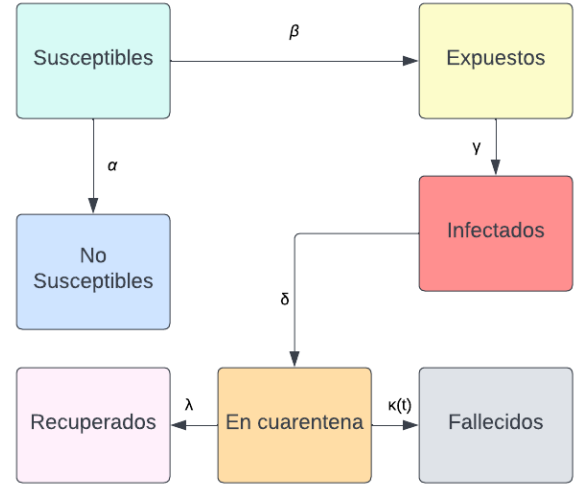 Susceptibles
β
Expuestos
α
γ
No
Susceptibles
Infectados
δ
Recuperados
λ
En cuarentena
κ(t)
Fallecidos